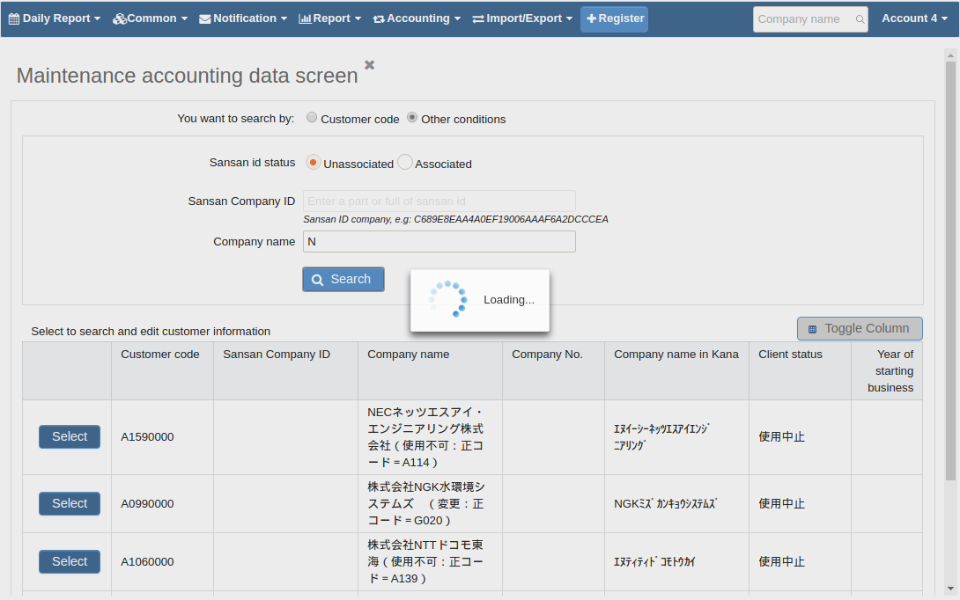 Daily Report Common Notification Report Accounting Import/Export Register Company name Account 4
Maintenance accounting data screen
You want to search by: Customer code Other conditions
Sansan id status Unassociated Associated
Sansan Company ID Enter a part or full of sansan id
Sansan ID company, e.g: C689E8EAA4A0EF19006AAAF6A2DCCCEA
Company name N
Search
Loading...
Select to search and edit customer information
Toggle Column
Customer code Sansan Company ID Company name Company No. Company name in Kana Client status Year of
starting
business
Select A1590000
NECネッツエスアイ・
エンジニアリング株式
会社（使用不可：正コ
ード＝A114）
ｴﾇｲｰｼｰﾈｯﾂｴｽｱｲｴﾝｼﾞ
ﾆｱﾘﾝｸﾞ
使用中止
Select A0990000
株式会社NGK水環境シ
ステムズ　（変更：正
コード＝G020）
NGKﾐｽﾞｶﾝｷｮｳｼｽﾃﾑｽﾞ
使用中止
Select A1060000
株式会社NTTドコモ東
海（使用不可：正コー
ド＝A139）
ｴﾇﾃｨﾃｨﾄﾞｺﾓﾄｳｶｲ
使用中止